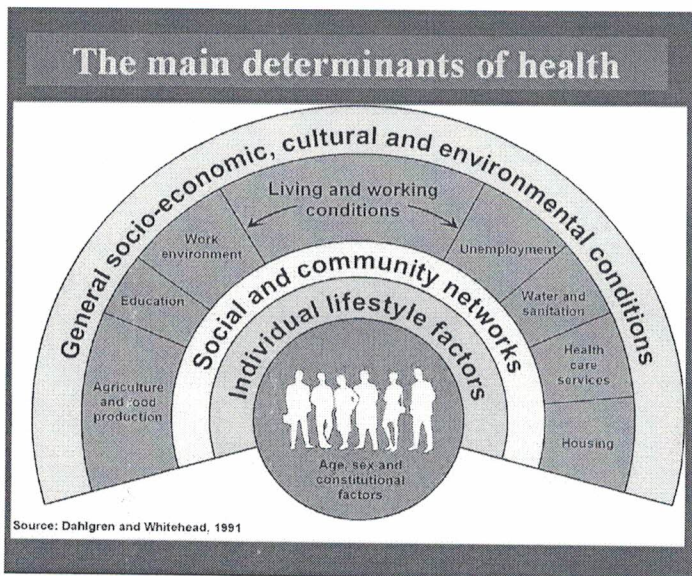 The main determinants of health
General socio-economic, cultural and environmental conditions
Living and working
conditions
Work
environment
Unemployment
Education
Water and
sanitation
Agriculture
and food
production
Health
care
services
Housing
Social and community networks
Individual lifestyle factors
Age, sex and
constitutional
factors
Source: Dahlgren and Whitehead, 1991